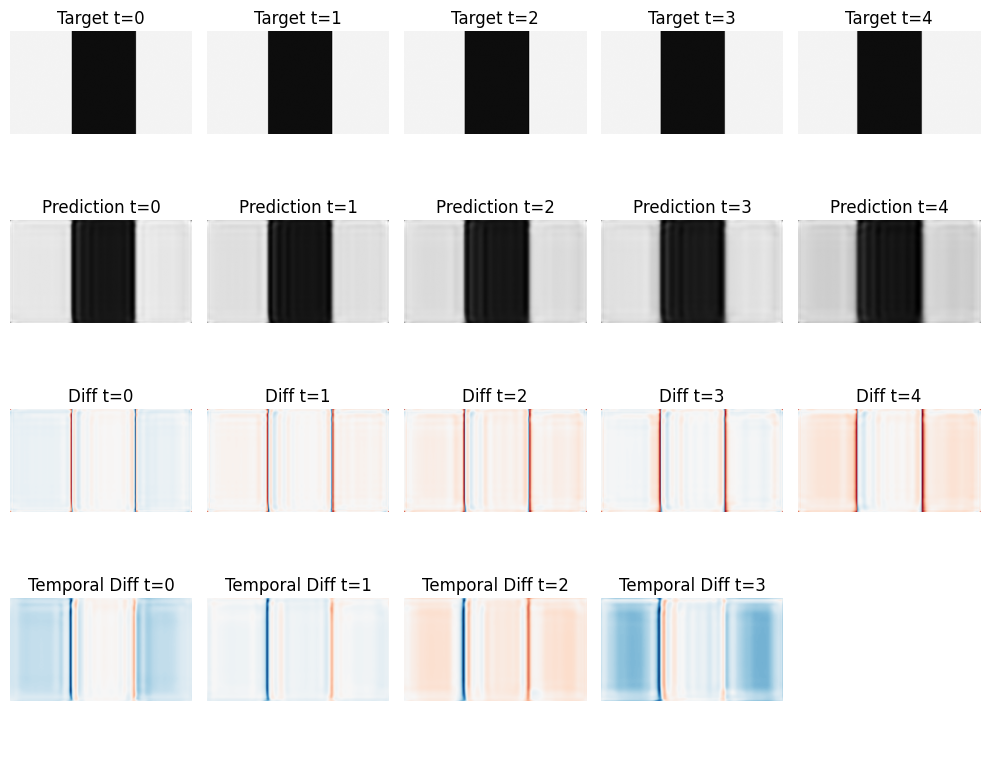 Target t=0 Target t=1 Target t=2 Target t=3 Target t=4
Prediction t=0 Prediction t=1 Prediction t=2 Prediction t=3 Prediction t=4
Diff t=0 Diff t=1 Diff t=2 Diff t=3 Diff t=4
Temporal Diff t=0 Temporal Diff t=1 Temporal Diff t=2 Temporal Diff t=3